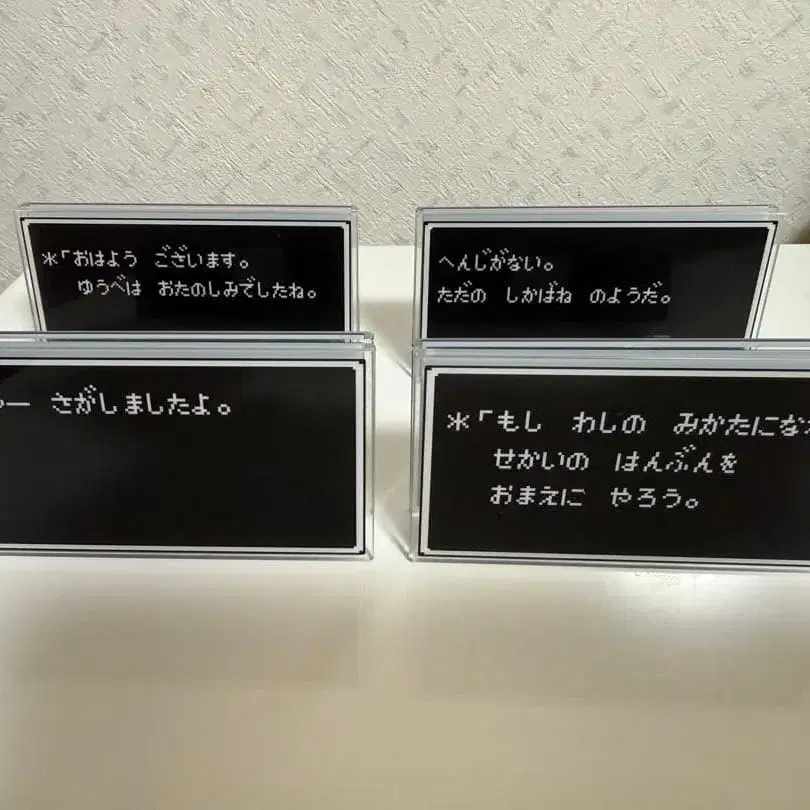 *「おはよう ございます。
ゆうべは おたのしみでしたね。
へんじがない。
ただの しかばね のようだ。
ー さがしましたよ。
*「もし わしの みかたにな
せかいの はんぶんを
おまえに やろう。